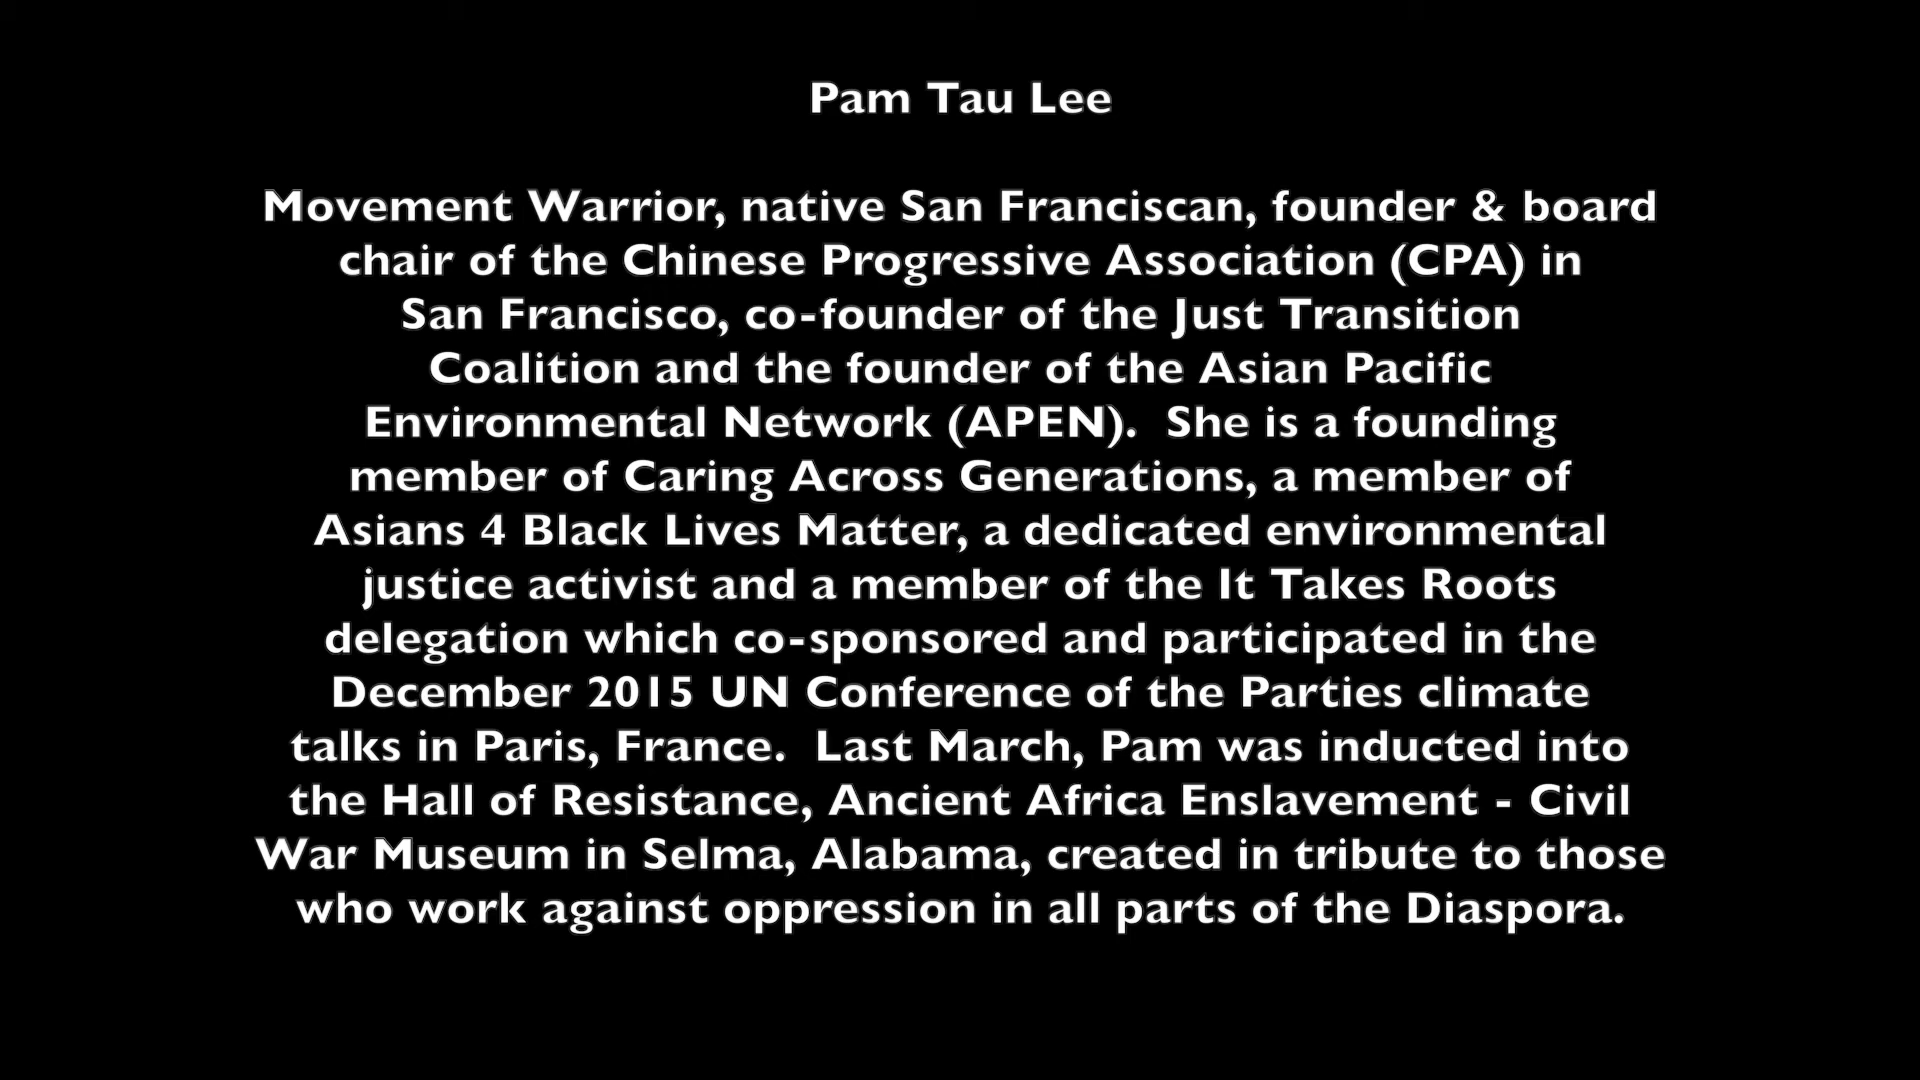 Pam Tau Lee
Movement Warrior, native San Franciscan, founder & board
chair of the Chinese Progressive Association (CPA) in
San Francisco, co-founder of the Just Transition
Coalition and the founder of the Asian Pacific
Environmental Network (APEN).  She is a founding
member of Caring Across Generations, a member of
Asians 4 Black Lives Matter, a dedicated environmental
justice activist and a member of the It Takes Roots
delegation which co-sponsored and participated in the
December 2015 UN Conference of the Parties climate
talks in Paris, France.  Last March, Pam was inducted into
the Hall of Resistance, Ancient Africa Enslavement - Civil
War Museum in Selma, Alabama, created in tribute to those
who work against oppression in all parts of the Diaspora.